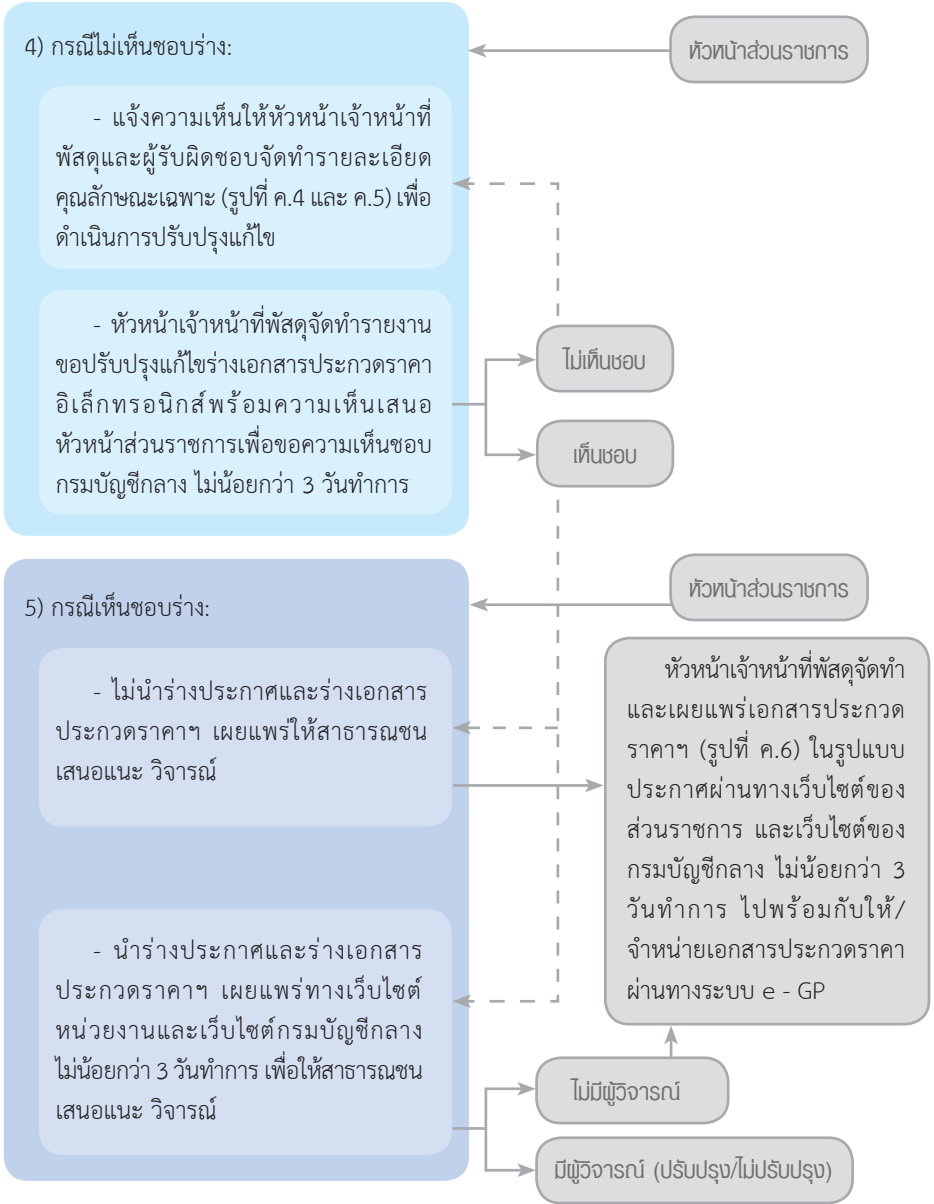 4) กรณีไม่เห็นชอบร่าง:
หัวหน้าส่วนราชการ
- แจ้งความเห็นให้หัวหน้าเจ้าหน้าที่
พัสดุและผู้รับผิดชอบจัดทำรายละเอียด
คุณลักษณะเฉพาะ (รูปที่ ค.4 และ ค.5) เพื่อ
ดำเนินการปรับปรุงแก้ไข
- หัวหน้าเจ้าหน้าที่พัสดุจัดทำรายงาน
ขอปรับปรุงแก้ไขร่างเอกสารประกวดราคา
อิเล็กทรอนิกส์พร้อมความเห็นเสนอ
หัวหน้าส่วนราชการเพื่อขอความเห็นชอบ
กรมบัญชีกลาง ไม่น้อยกว่า 3 วันทำการ
ไม่เห็นชอบ
เห็นชอบ
5) กรณีเห็นชอบร่าง:
หัวหน้าส่วนราชการ
- ไม่นำร่างประกาศและร่างเอกสาร
ประกวดราคาฯ เผยแพร่ให้สาธารณชน
เสนอแนะ วิจารณ์
หัวหน้าเจ้าหน้าที่พัสดุจัดทำ
และเผยแพร่เอกสารประกวด
ราคาฯ (รูปที่ ค.6) ในรูปแบบ
ประกาศผ่านทางเว็บไซต์ของ
ส่วนราชการ และเว็บไซต์ของ
กรมบัญชีกลาง ไม่น้อยกว่า 3
วันทำการ ไปพร้อมกับให้/
จำหน่ายเอกสารประกวดราคา
ผ่านทางระบบ e - GP
- นำร่างประกาศและร่างเอกสาร
ประกวดราคาฯ เผยแพร่ทางเว็บไซต์
หน่วยงานและเว็บไซต์กรมบัญชีกลาง
ไม่น้อยกว่า 3 วันทำการ เพื่อให้สาธารณชน
เสนอแนะ วิจารณ์
ไม่มีผู้วิจารณ์
มีผู้วิจารณ์ (ปรับปรุง/ไม่ปรับปรุง)